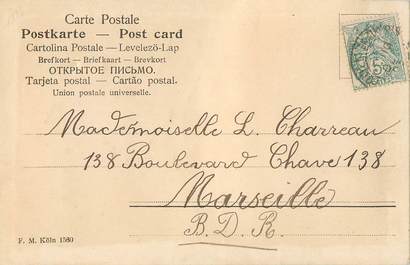 Carte Postale
Postkarte — Post card
Cartolina Postale — Levelező-Lap
Brefkort — Briefkaart — Brevkort
ОТКРЫТОЕ ПИСЬМО.
Tarjeta postal — Cartão postal.
Union postale universelle.
Mademoiselle L. Charreau
138 Boulevard Chave 138
Marseille
B. D. R.
F. M. Köln 1560